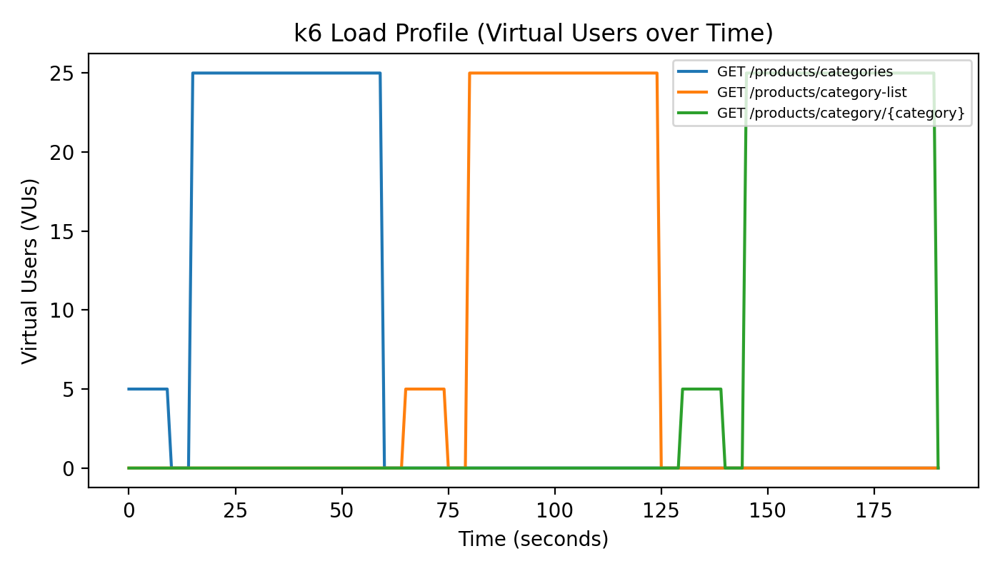 k6 Load Profile (Virtual Users over Time)
GET /products/categories
GET /products/category-list
GET /products/category/{category}
Virtual Users (VUs)
25
20
15
10
5
0
0 25 50 75 100 125 150 175
Time (seconds)